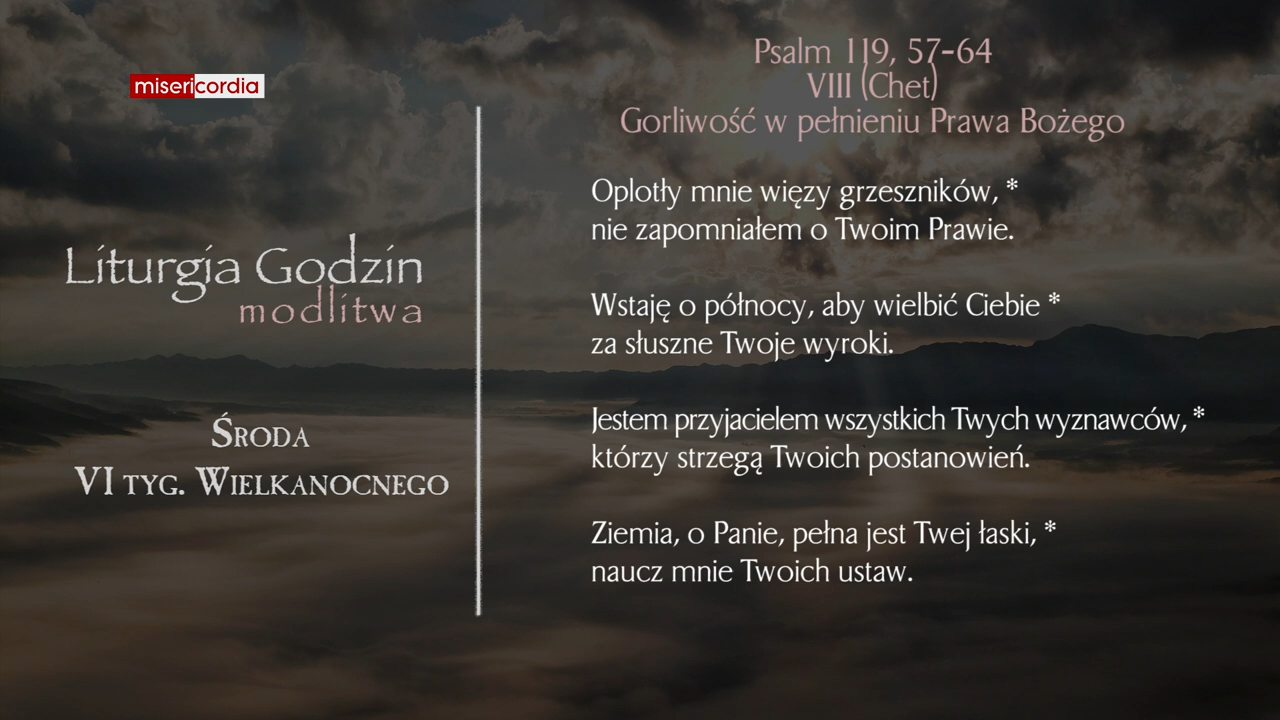 misericordia
Liturgia Godzin
modlitwa
Środa
VI tyg. Wielkanocnego
Psalm 119, 57-64
VIII (Chet)
Gorliwość w pełnieniu Prawa Bożego
Oplotły mnie więzy grzeszników, *
nie zapomniałem o Twoim Prawie.
Wstaję o północy, aby wielbić Ciebie *
za słuszne Twoje wyroki.
Jestem przyjacielem wszystkich Twych wyznawców, *
którzy strzegą Twoich postanowień.
Ziemia, o Panie, pełna jest Twej łaski, *
naucz mnie Twoich ustaw.